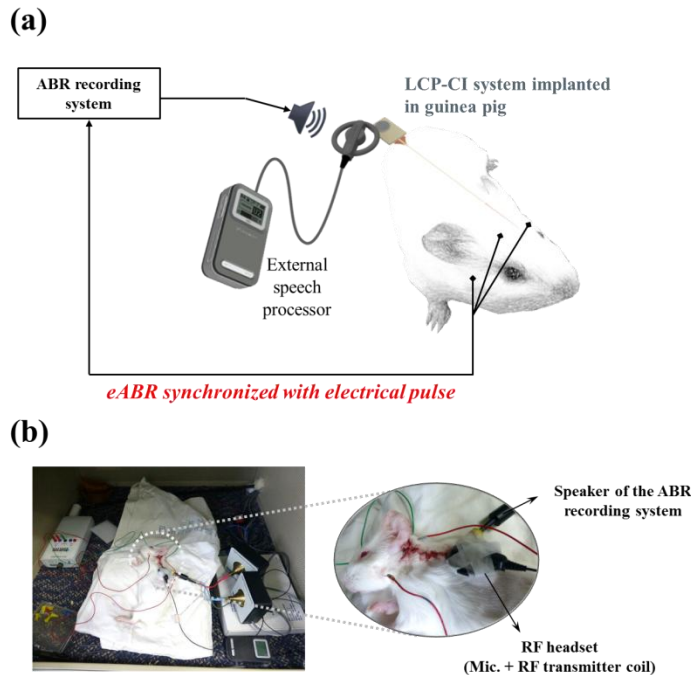 (a)
ABR recording
system
LCP-CI system implanted
in guinea pig
External
speech
processor
eABR synchronized with electrical pulse
(b)
Speaker of the ABR
recording system
RF headset
(Mic. + RF transmitter coil)